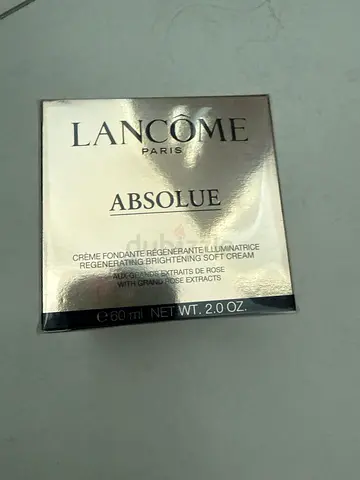 LANCÔME
PARIS
ABSOLUE
CRÈME FONDANTE RÉGÉNÉRANTE ILLUMINATRICE
REGENERATING BRIGHTENING SOFT CREAM
AUX GRANDS EXTRAITS DE ROSE
WITH GRAND ROSE EXTRACTS
℮ 60 ml NET WT. 2.0 OZ.